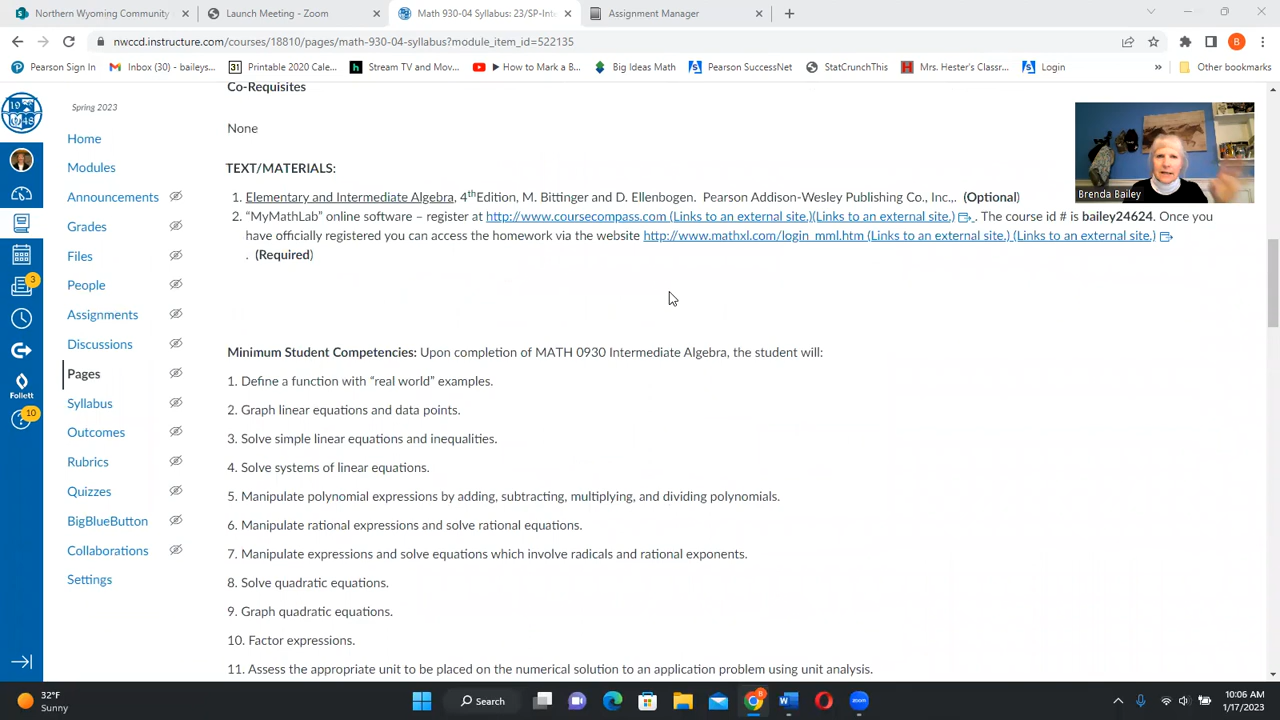 Northern Wyoming Community
Launch Meeting - Zoom
Math 930-04 Syllabus: 23/SP-Inte
Assignment Manager
nwccd.instructure.com/courses/18810/pages/math-930-04-syllabus?module_item_id=522135
B
Pearson Sign In
Inbox (30) - baileys...
31
Printable 2020 Cale...
h
Stream TV and Mov...
▶ How to Mark a B...
Big Ideas Math
Pearson SuccessNet
StatCrunchThis
Mrs. Hester's Classr...
Login
»
Other bookmarks
19 48
Spring 2023
Home
Modules
Announcements
Grades
Files
People
Assignments
Discussions
Pages
Syllabus
Outcomes
Rubrics
Quizzes
BigBlueButton
Collaborations
Settings
3
Follett
10
Co-Requisites
None
TEXT/MATERIALS:
1. Elementary and Intermediate Algebra, 4th Edition, M. Bittinger and D. Ellenbogen. Pearson Addison-Wesley Publishing Co., Inc.,. (Optional)
2. “MyMathLab” online software – register at http://www.coursecompass.com (Links to an external site.)(Links to an external site.) . The course id # is bailey24624. Once you
have officially registered you can access the homework via the website http://www.mathxl.com/login_mml.htm (Links to an external site.) (Links to an external site.)
. (Required)
Minimum Student Competencies: Upon completion of MATH 0930 Intermediate Algebra, the student will:
1. Define a function with “real world” examples.
2. Graph linear equations and data points.
3. Solve simple linear equations and inequalities.
4. Solve systems of linear equations.
5. Manipulate polynomial expressions by adding, subtracting, multiplying, and dividing polynomials.
6. Manipulate rational expressions and solve rational equations.
7. Manipulate expressions and solve equations which involve radicals and rational exponents.
8. Solve quadratic equations.
9. Graph quadratic equations.
10. Factor expressions.
11. Assess the appropriate unit to be placed on the numerical solution to an application problem using unit analysis.
Brenda Bailey
32°F
Sunny
Search
B
W
zoom
10:06 AM
1/17/2023